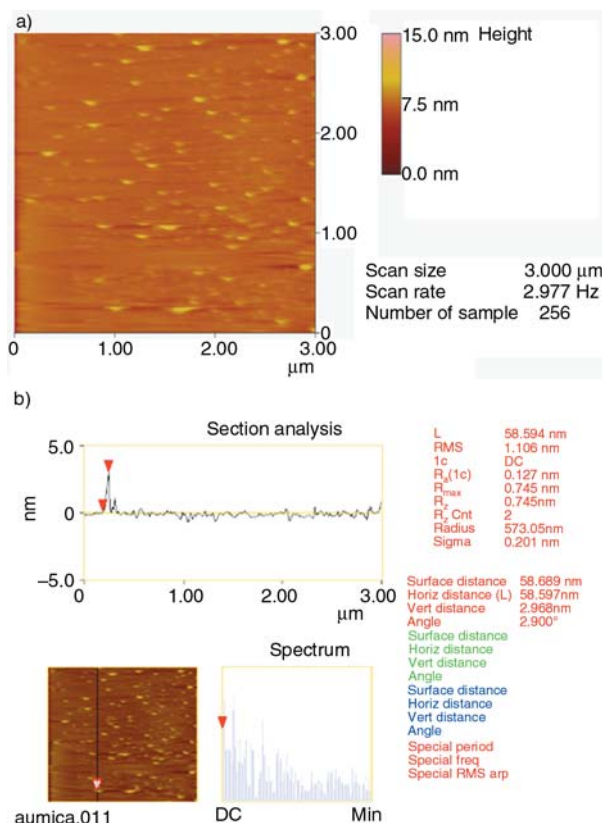 a)
3.00
2.00
1.00
0
0 1.00 2.00 3.00
μm
15.0 nm Height
7.5 nm
0.0 nm
Scan size 3.000 μm
Scan rate 2.977 Hz
Number of sample 256
b)
Section analysis
5.0
0
−5.0
nm
0 1.00 2.00 3.00
μm
L 58.594 nm
RMS 1.106 nm
1c DC
Ra(1c) 0.127 nm
Rmax 0.745 nm
Rz 0.745nm
Rz Cnt 2
Radius 573.05nm
Sigma 0.201 nm
Surface distance 58.689 nm
Horiz distance (L) 58.597nm
Vert distance 2.968nm
Angle 2.900°
Surface distance
Horiz distance
Vert distance
Angle
Surface distance
Horiz distance
Vert distance
Angle
Special period
Special freq
Special RMS arp
Spectrum
DC Min
aumica.011